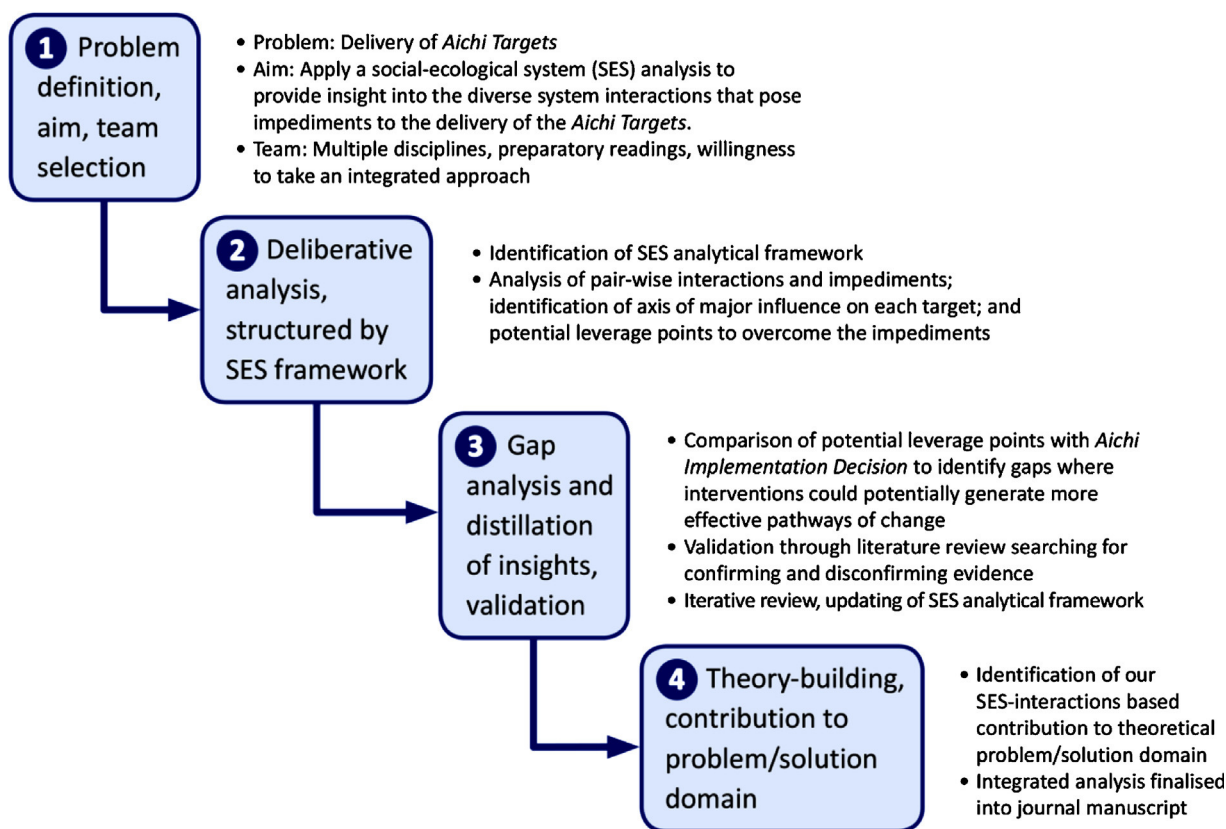 1 Problem
definition,
aim, team
selection
• Problem: Delivery of Aichi Targets
• Aim: Apply a social-ecological system (SES) analysis to
provide insight into the diverse system interactions that pose
impediments to the delivery of the Aichi Targets.
• Team: Multiple disciplines, preparatory readings, willingness
to take an integrated approach
2 Deliberative
analysis,
structured by
SES framework
• Identification of SES analytical framework
• Analysis of pair-wise interactions and impediments;
identification of axis of major influence on each target; and
potential leverage points to overcome the impediments
3 Gap
analysis and
distillation
of insights,
validation
• Comparison of potential leverage points with Aichi
Implementation Decision to identify gaps where
interventions could potentially generate more
effective pathways of change
• Validation through literature review searching for
confirming and disconfirming evidence
• Iterative review, updating of SES analytical framework
4 Theory-building,
contribution to
problem/solution
domain
• Identification of our
SES-interactions based
contribution to theoretical
problem/solution domain
• Integrated analysis finalised
into journal manuscript